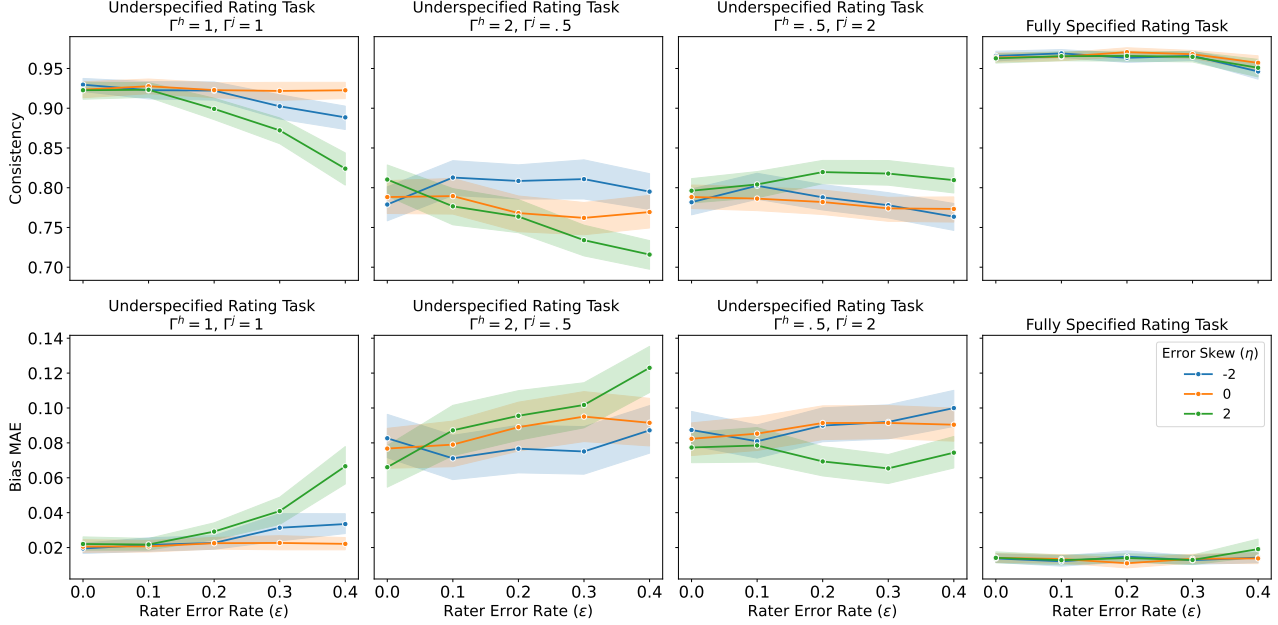 Underspecified Rating Task
Γʰ = 1, Γʲ = 1
Underspecified Rating Task
Γʰ = 2, Γʲ = .5
Underspecified Rating Task
Γʰ = .5, Γʲ = 2
Fully Specified Rating Task
Consistency
0.95
0.90
0.85
0.80
0.75
0.70
Underspecified Rating Task
Γʰ = 1, Γʲ = 1
Underspecified Rating Task
Γʰ = 2, Γʲ = .5
Underspecified Rating Task
Γʰ = .5, Γʲ = 2
Fully Specified Rating Task
Bias MAE
0.14
0.12
0.10
0.08
0.06
0.04
0.02
Error Skew (η)
-2
0
2
0.0 0.1 0.2 0.3 0.4
0.0 0.1 0.2 0.3 0.4
0.0 0.1 0.2 0.3 0.4
0.0 0.1 0.2 0.3 0.4
Rater Error Rate (ε)
Rater Error Rate (ε)
Rater Error Rate (ε)
Rater Error Rate (ε)